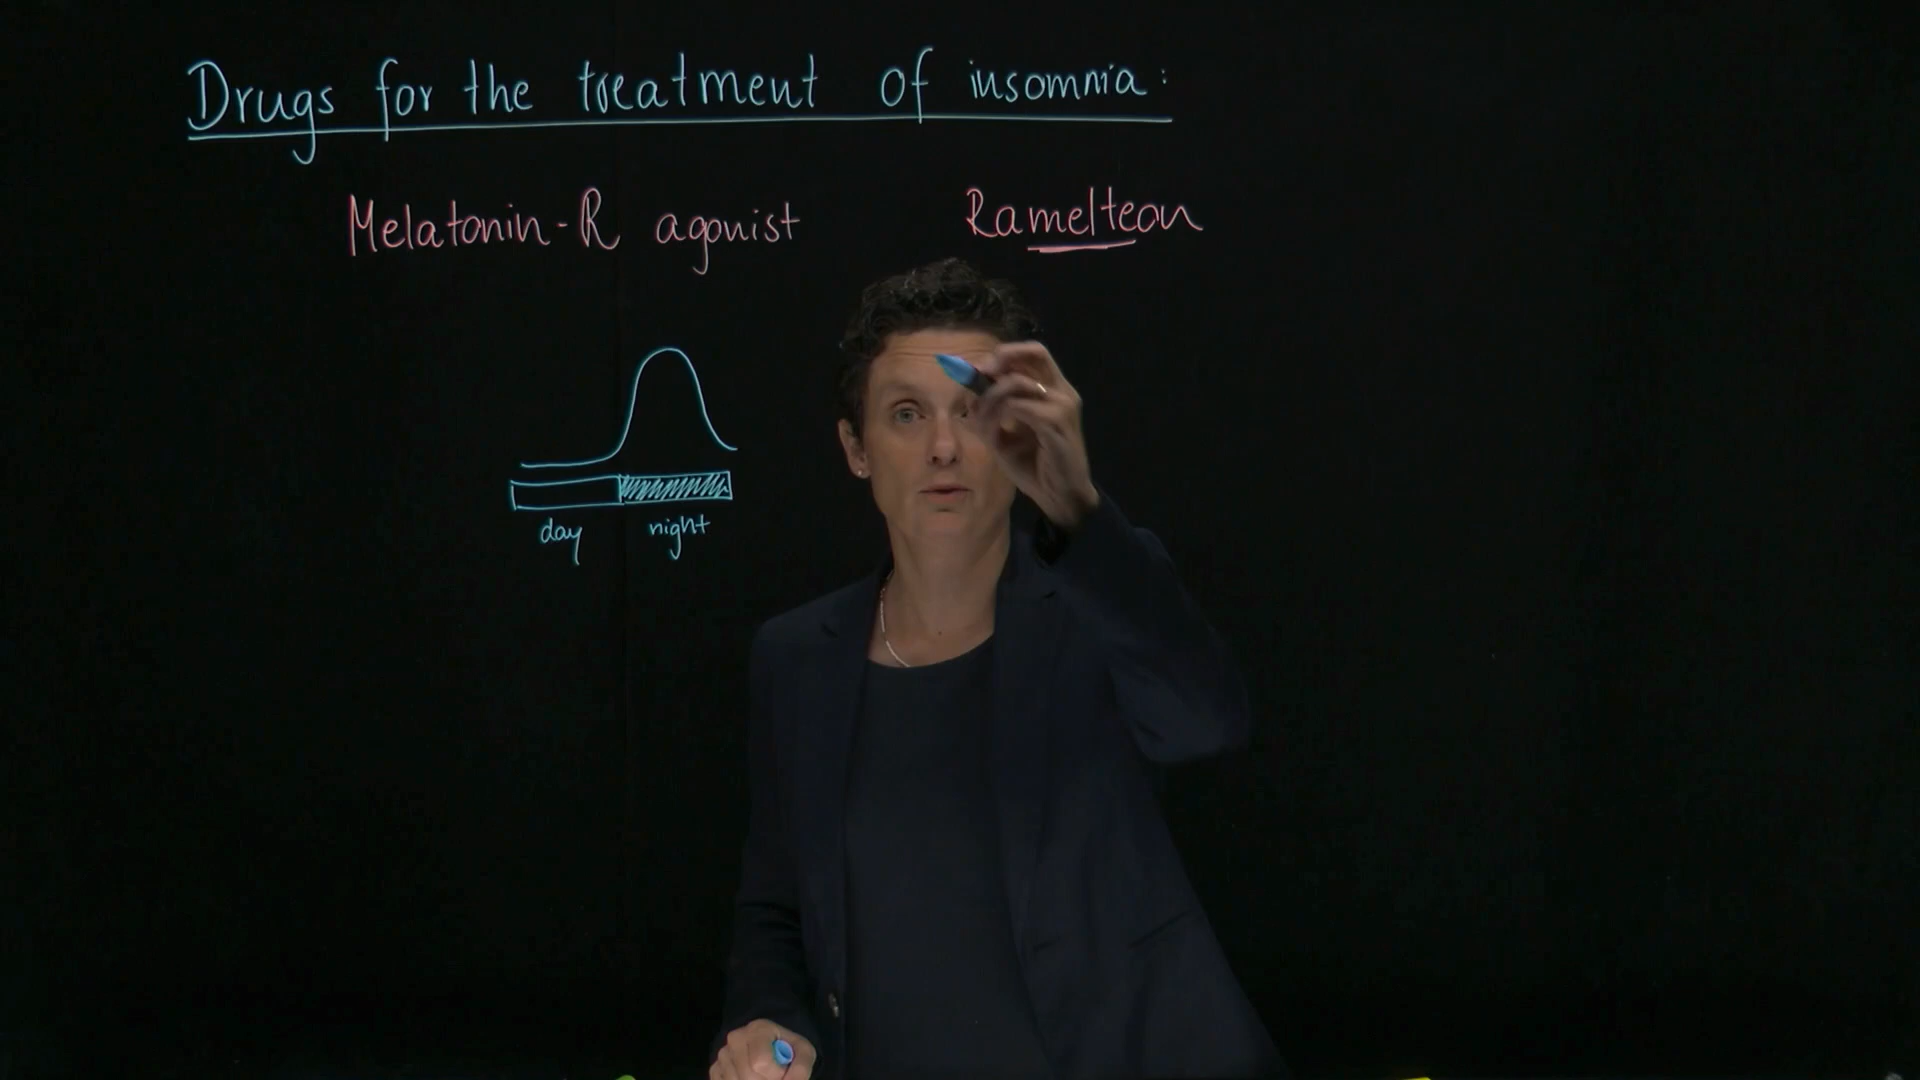 Drugs for the treatment of insomnia:
Melatonin-R agonist Ramelteon
day night